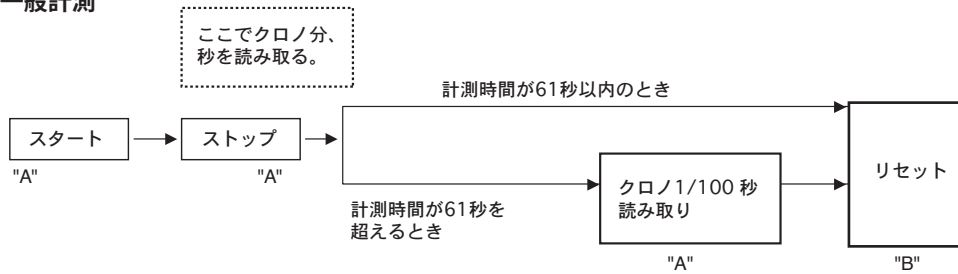 一般計測
ここでクロノ分、
秒を読み取る。
計測時間が61秒以内のとき
スタート
ストップ
"A"
"A"
クロノ1/100 秒
読み取り
リセット
計測時間が61秒を
超えるとき
"A"
"B"